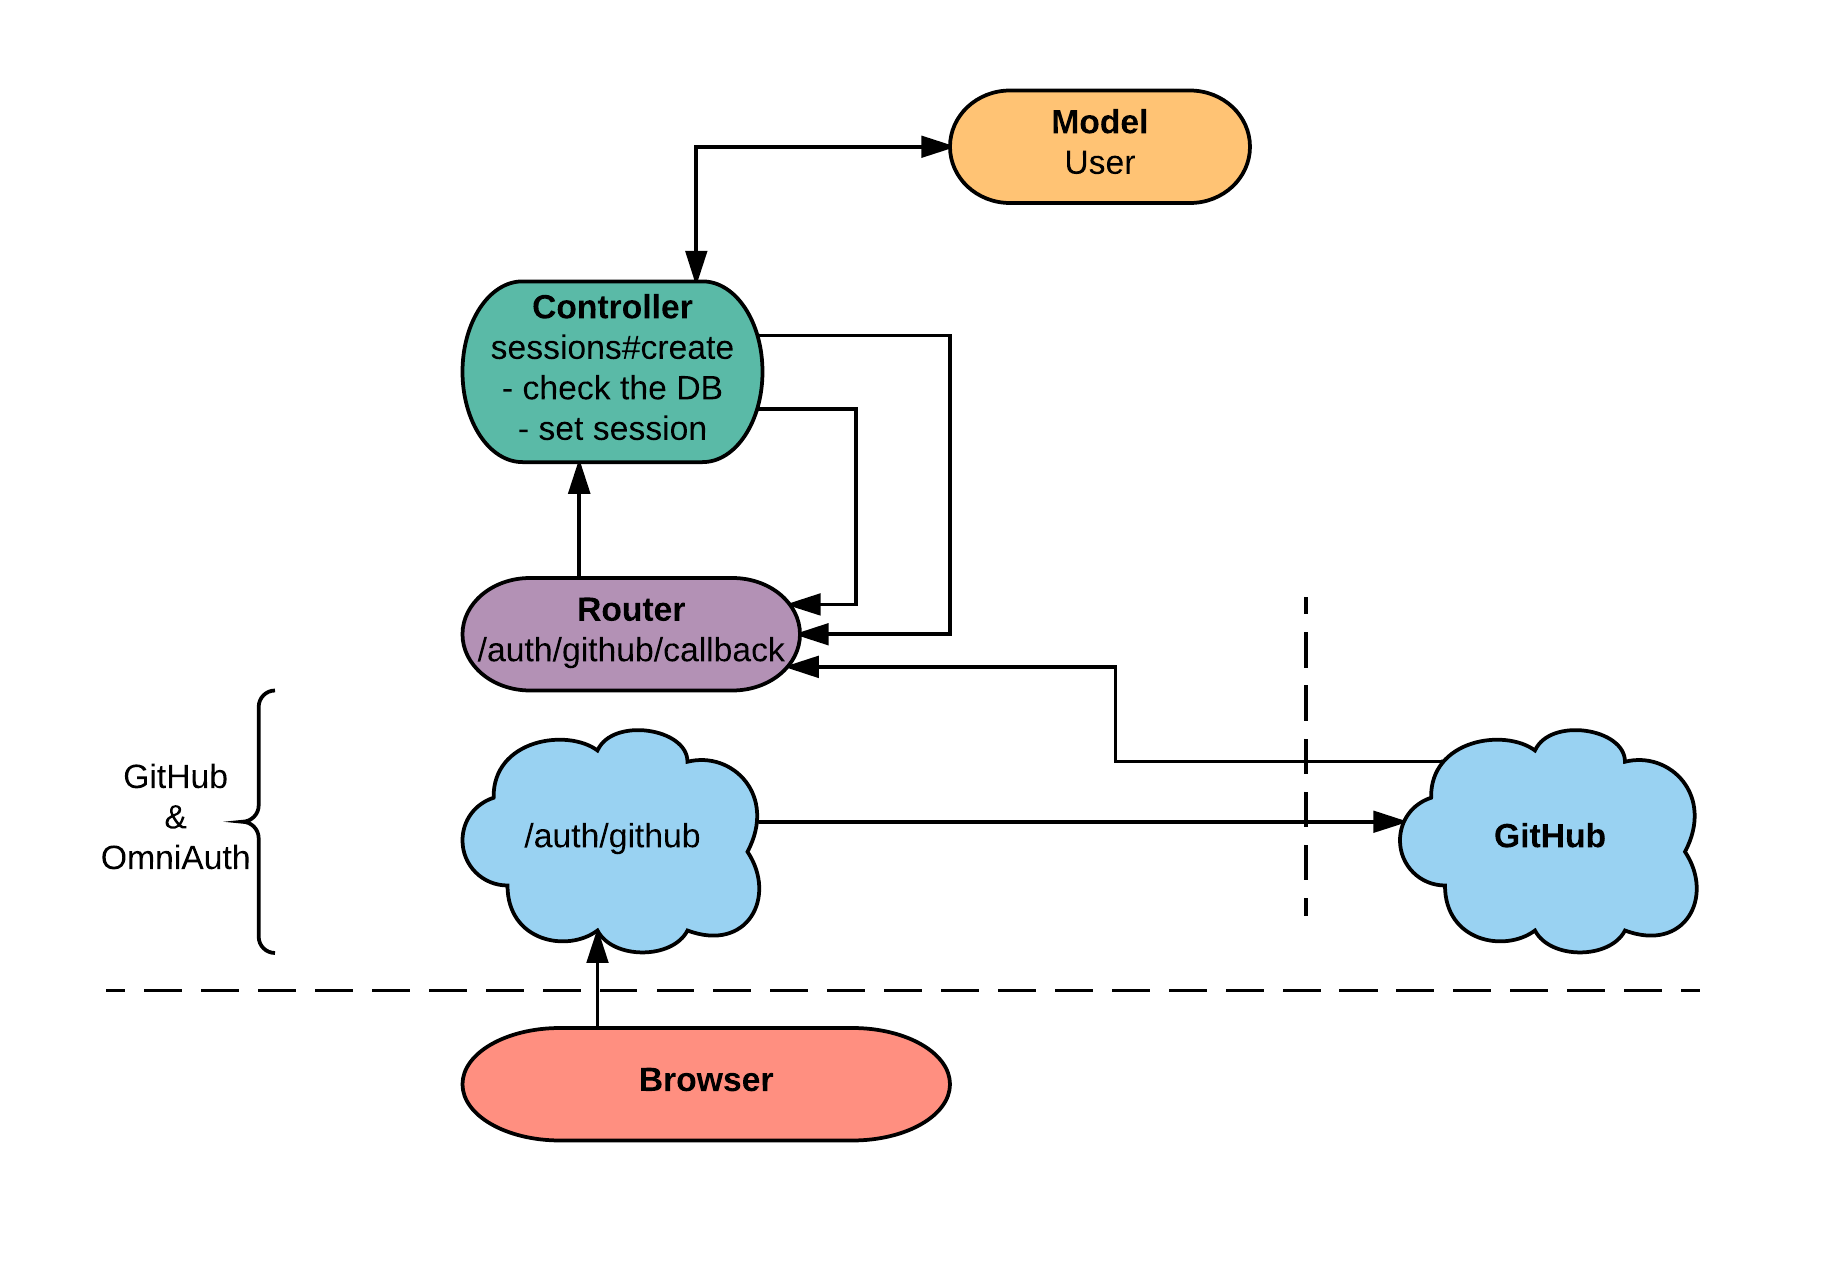 Model
User
Controller
sessions#create
- check the DB
- set session
Router
/auth/github/callback
GitHub
&
OmniAuth
/auth/github
GitHub
Browser